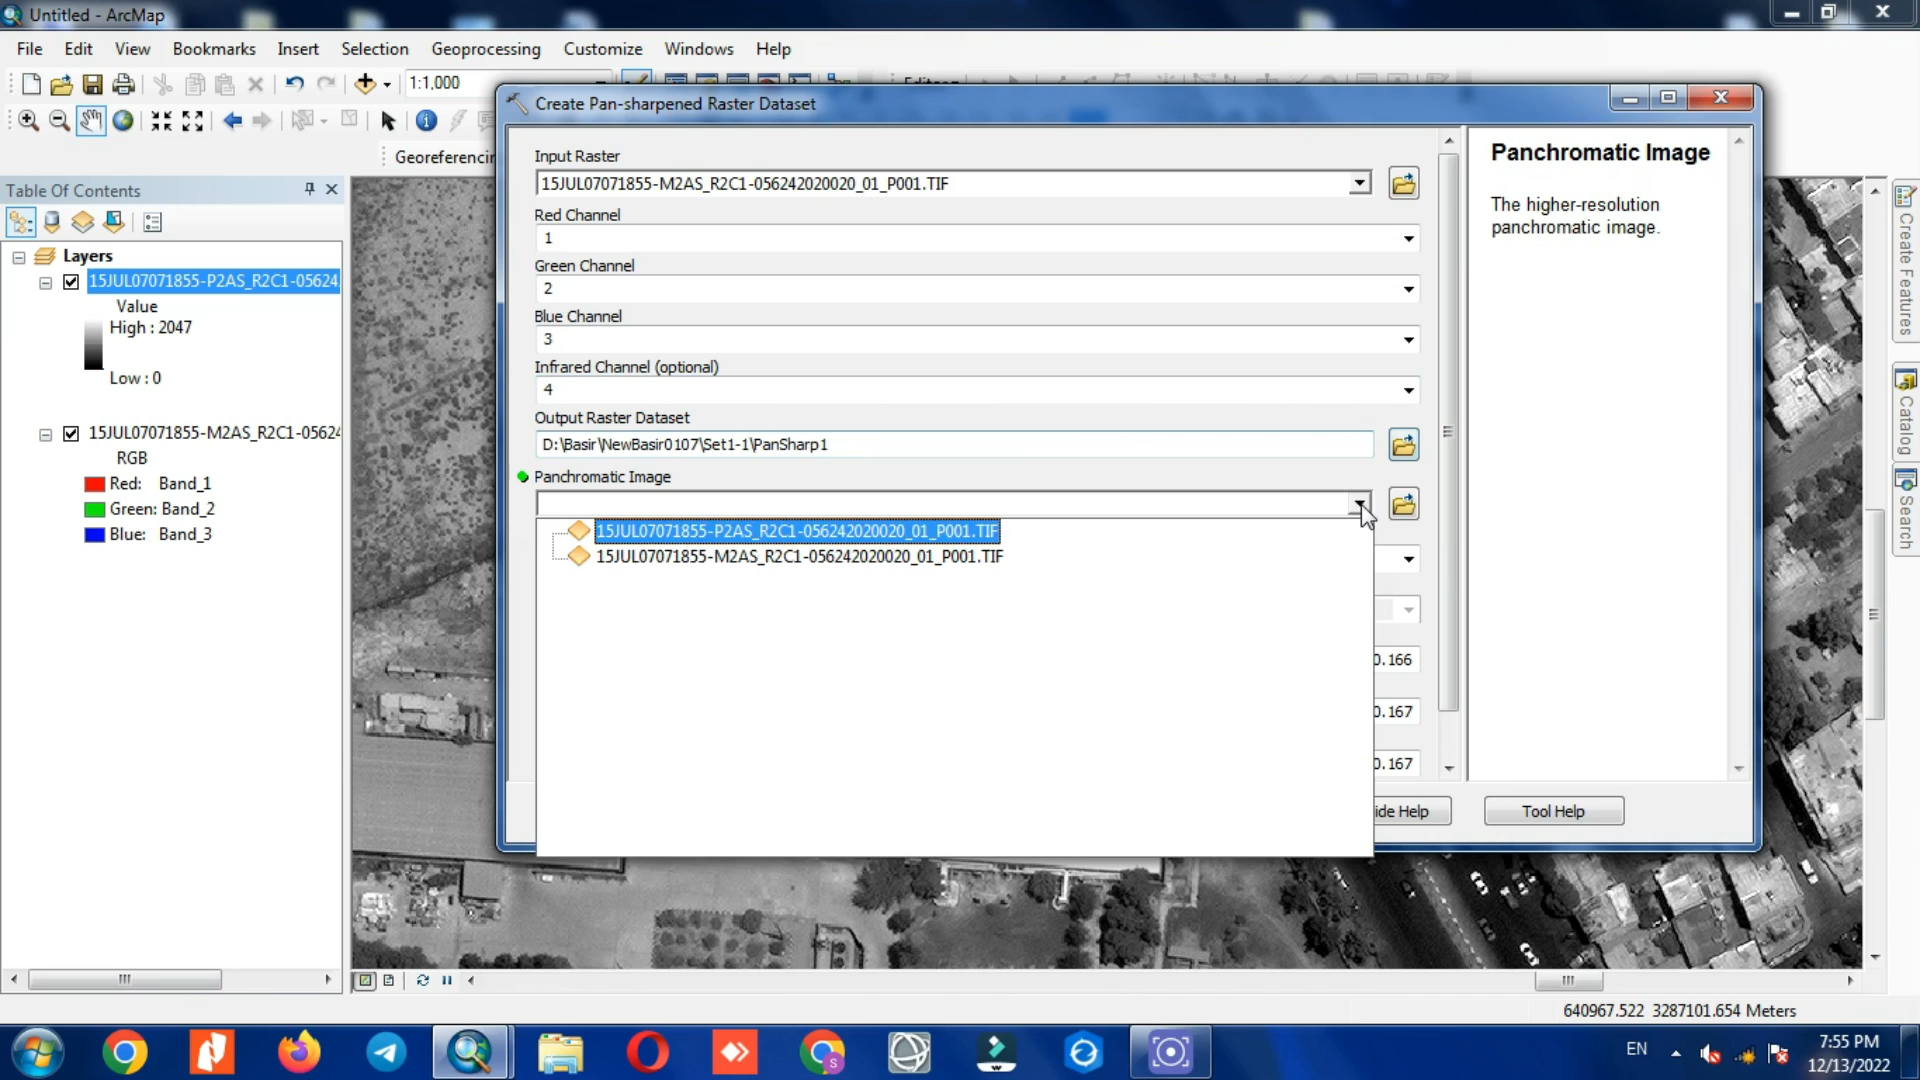 Untitled - ArcMap
File Edit View Bookmarks Insert Selection Geoprocessing Customize Windows Help
1:1,000
Create Pan-sharpened Raster Dataset
Table Of Contents
Layers
15JUL07071855-P2AS_R2C1-05624
Value
High : 2047
Low : 0
15JUL07071855-M2AS_R2C1-0562
RGB
Red: Band_1
Green: Band_2
Blue: Band_3
Input Raster
15JUL07071855-M2AS_R2C1-056242020020_01_P001.TIF
Red Channel
1
Green Channel
2
Blue Channel
3
Infrared Channel (optional)
4
Output Raster Dataset
D:\Basir\NewBasir0107\Set1-1\PanSharp1
Panchromatic Image
15JUL07071855-P2AS_R2C1-056242020020_01_P001.TIF
15JUL07071855-M2AS_R2C1-056242020020_01_P001.TIF
0.166
0.167
0.167
ide Help
Tool Help
Panchromatic Image
The higher-resolution
panchromatic image.
Create Features
Catalog
Search
640967.522 3287101.654 Meters
EN
7:55 PM
12/13/2022